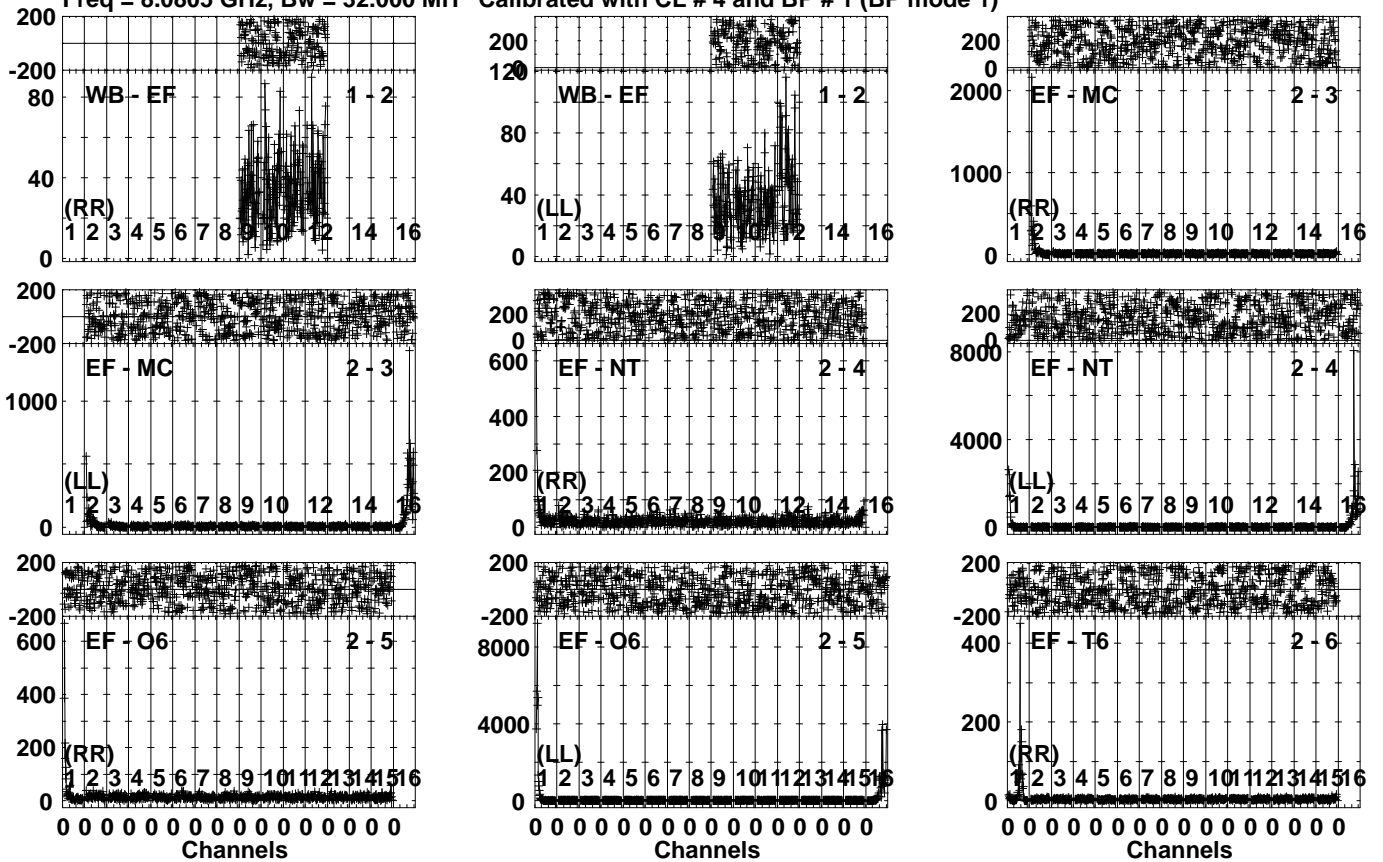 Freq = 8.0805 GHz, Bw = 32.000 MH Calibrated with CL # 4 and BP # 1 (BP mode 1)
200
-200
80
40
0
WB - EF 1 - 2
(RR)
1 2 3 4 5 6 7 8 9 10 12 14 16
200
120
80
40
0
WB - EF 1 - 2
(LL)
1 2 3 4 5 6 7 8 9 10 12 14 16
200
0
2000
1000
0
EF - MC 2 - 3
(RR)
1 2 3 4 5 6 7 8 9 10 12 14 16
200
-200
1000
0
EF - MC 2 - 3
(LL)
1 2 3 4 5 6 7 8 9 10 12 14 16
200
0
600
400
200
0
EF - NT 2 - 4
(RR)
1 2 3 4 5 6 7 8 9 10 12 14 16
200
0
8000
4000
0
EF - NT 2 - 4
(LL)
1 2 3 4 5 6 7 8 9 10 12 14 16
200
-200
600
400
200
0
EF - O6 2 - 5
(RR)
1 2 3 4 5 6 7 8 9 10 11 12 13 14 15 16
0 0 0 0 0 0 0 0 0 0 0 0 0 0 0 0
Channels
200
-200
8000
4000
0
EF - O6 2 - 5
(LL)
1 2 3 4 5 6 7 8 9 10 11 12 13 14 15 16
0 0 0 0 0 0 0 0 0 0 0 0 0 0 0 0
Channels
200
-200
400
200
0
EF - T6 2 - 6
(RR)
1 2 3 4 5 6 7 8 9 10 11 12 13 14 15 16
0 0 0 0 0 0 0 0 0 0 0 0 0 0 0 0
Channels